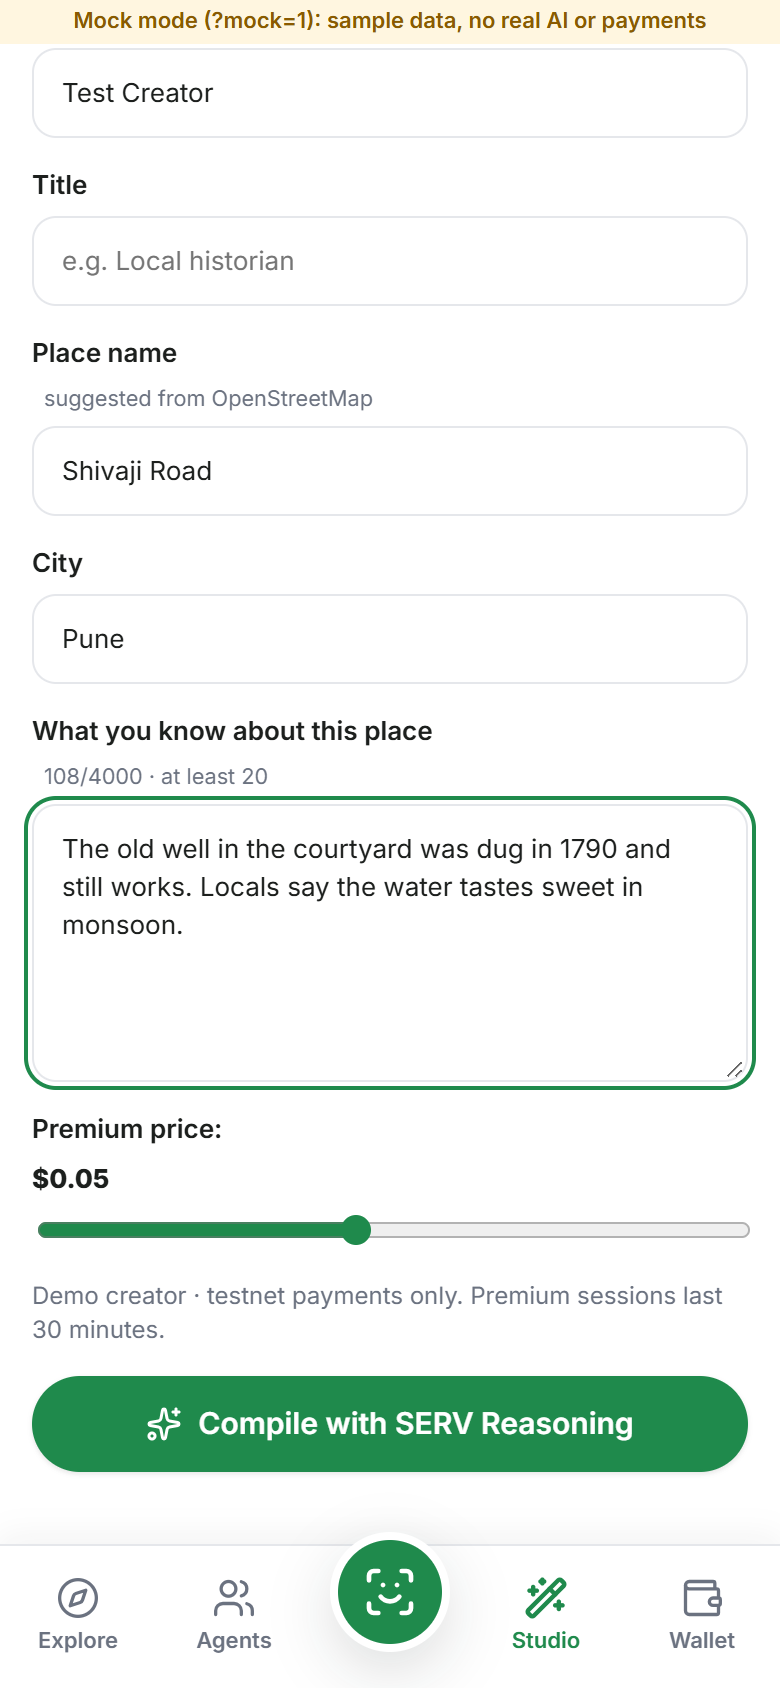 Mock mode (?mock=1): sample data, no real AI or payments
Test Creator
Title
e.g. Local historian
Place name
suggested from OpenStreetMap
Shivaji Road
City
Pune
What you know about this place
108/4000 · at least 20
The old well in the courtyard was dug in 1790 and
still works. Locals say the water tastes sweet in
monsoon.
Premium price:
$0.05
Demo creator · testnet payments only. Premium sessions last
30 minutes.
Compile with SERV Reasoning
Explore
Agents
Studio
Wallet